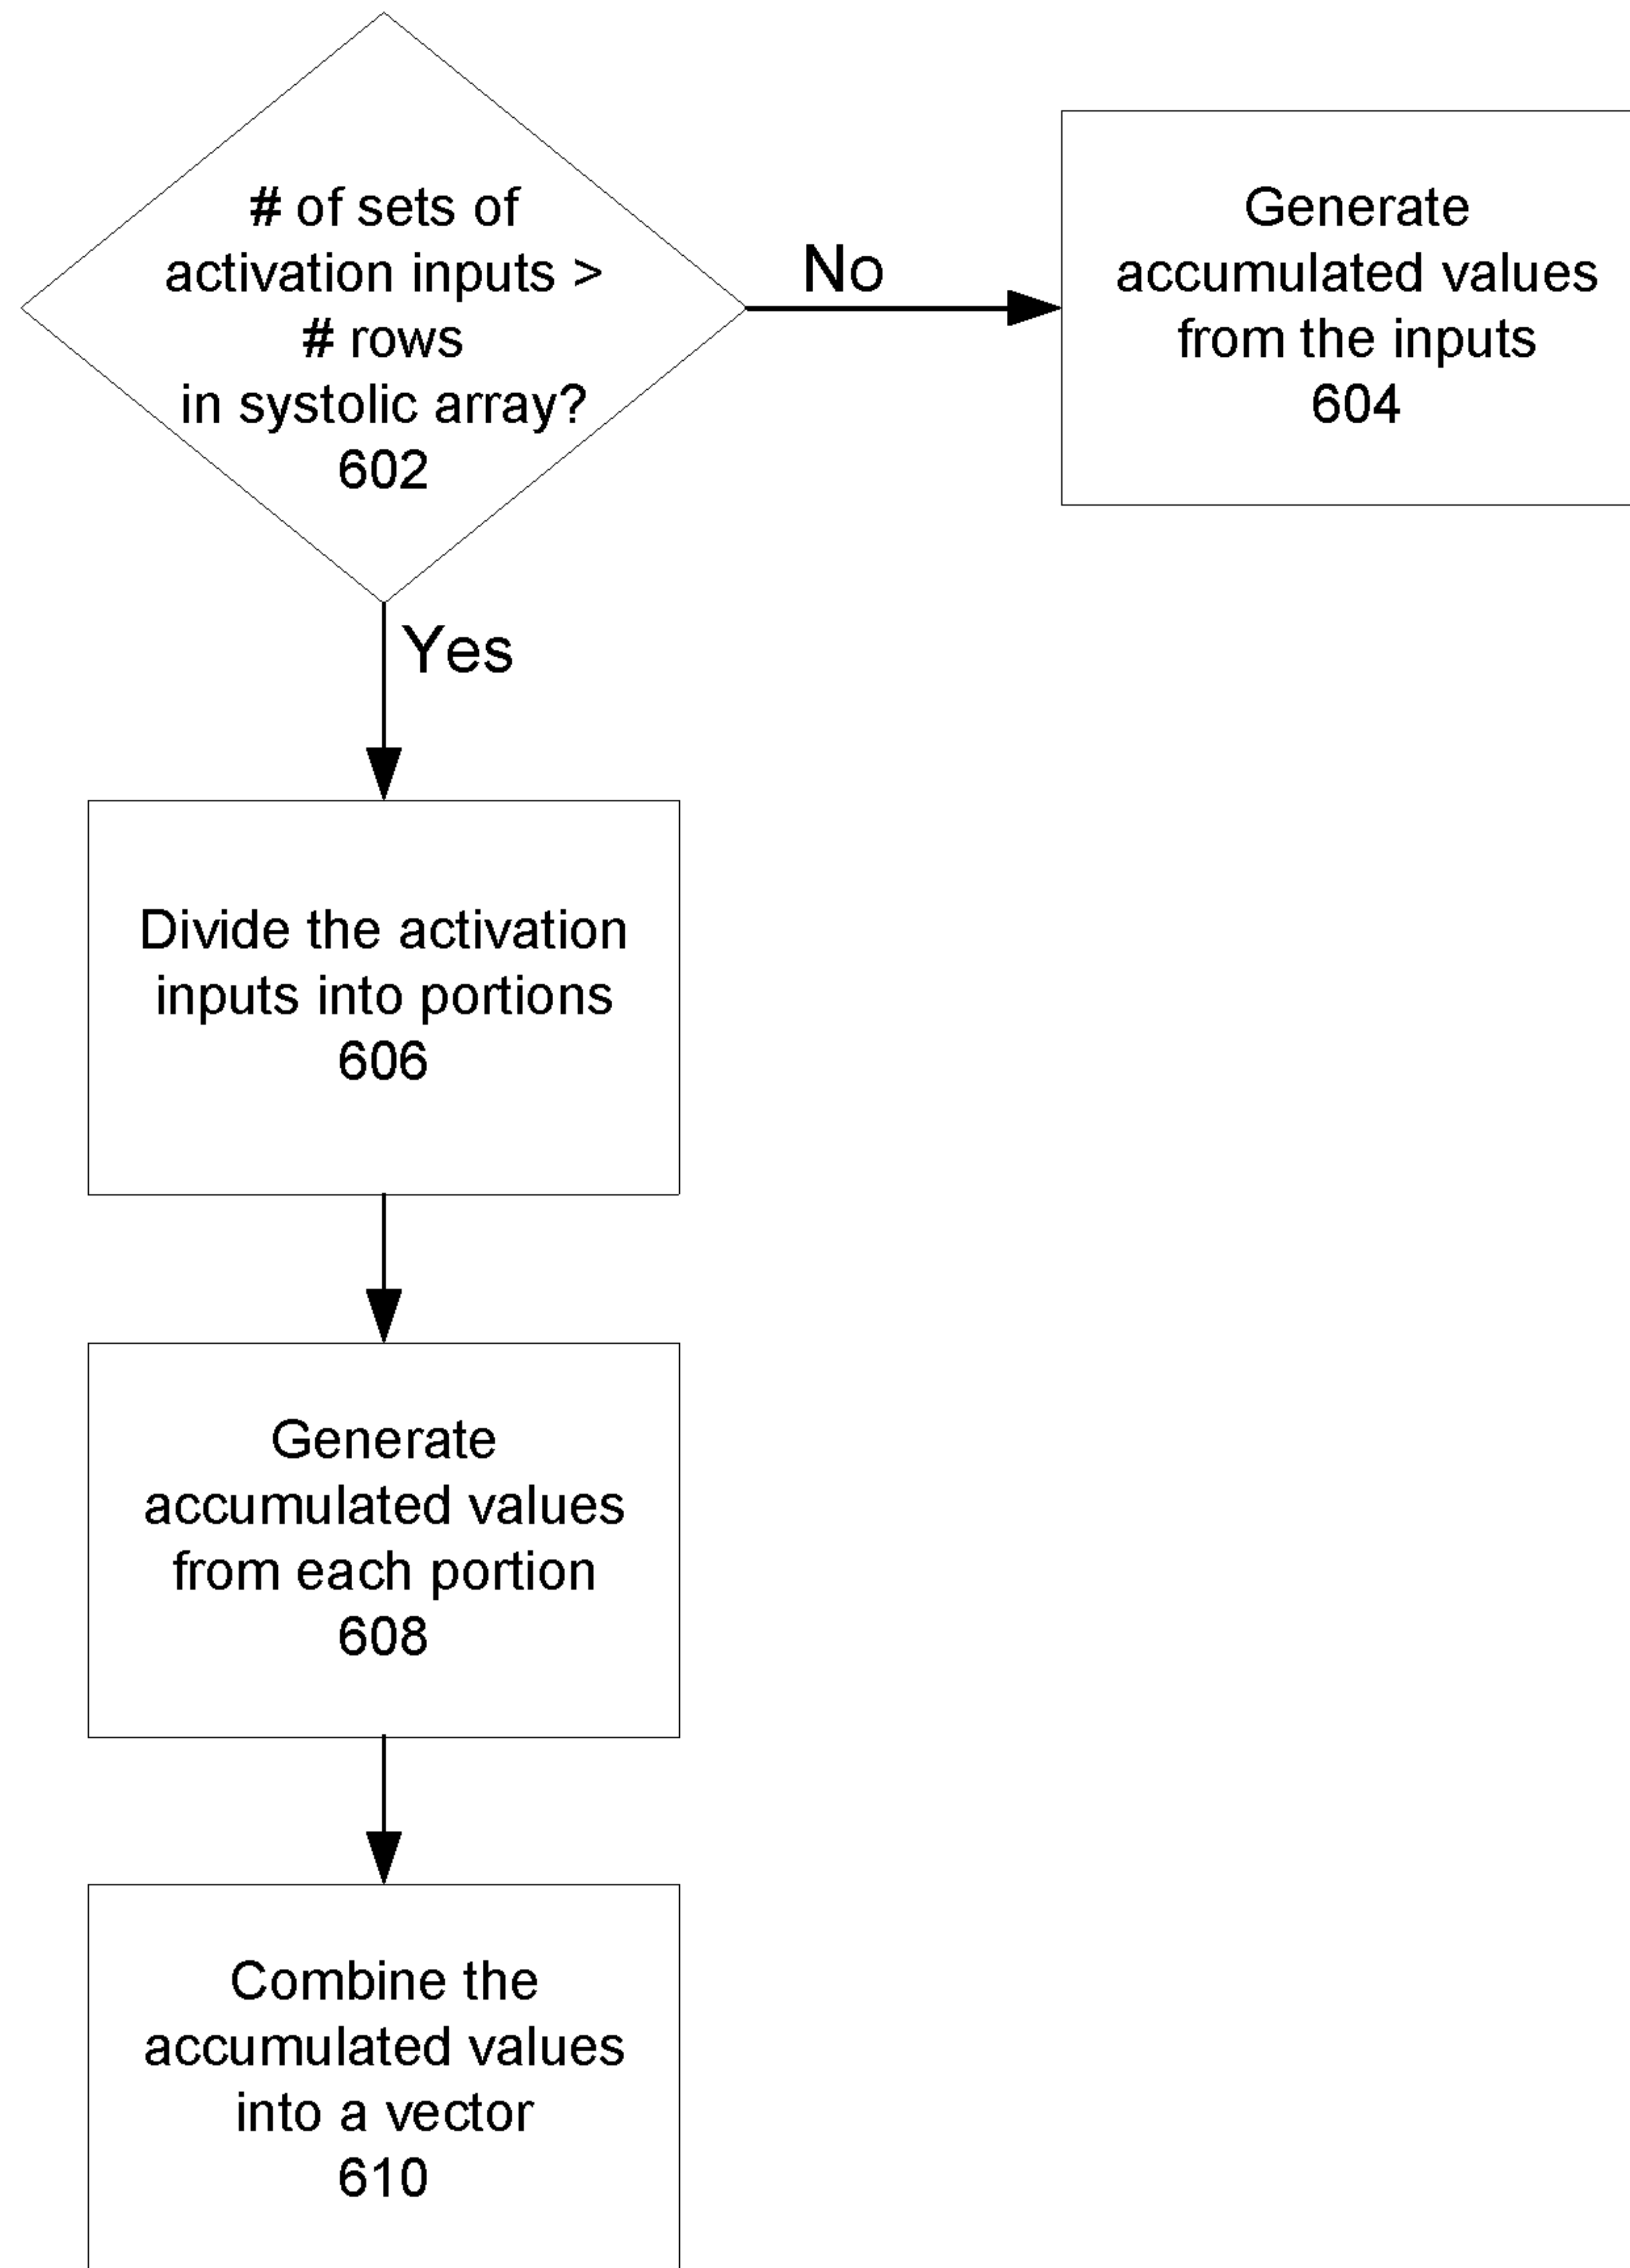 # of sets of
activation inputs >
# rows
in systolic array?
602
No
Generate
accumulated values
from the inputs
604
Yes
Divide the activation
inputs into portions
606
Generate
accumulated values
from each portion
608
Combine the
accumulated values
into a vector
610